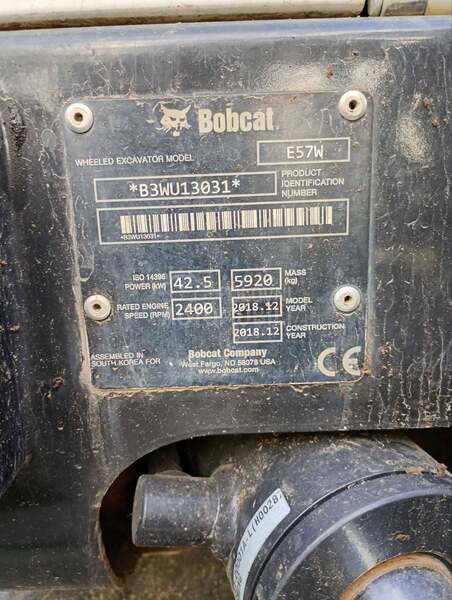 Bobcat
WHEELED EXCAVATOR MODEL E57W
*B3WU13031* PRODUCT IDENTIFICATION NUMBER
*B3WU13031*
ISO 14396 POWER (kW) 42.5 5920 MASS (kg)
RATED ENGINE SPEED (RPM) 2400 2018.12 MODEL YEAR
2018.12 CONSTRUCTION YEAR
ASSEMBLED IN SOUTH KOREA FOR
Bobcat Company
West Fargo, ND 58078 USA
www.bobcat.com
CE